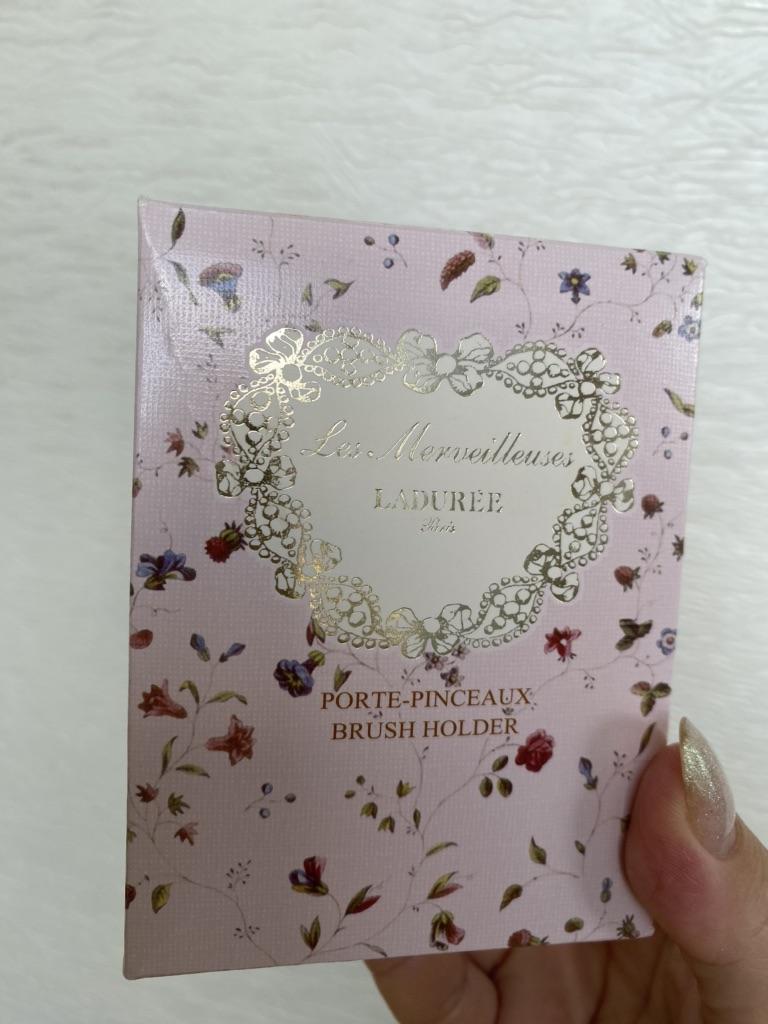 Les Merveilleuses
LADURÉE
Paris
PORTE-PINCEAUX
BRUSH HOLDER